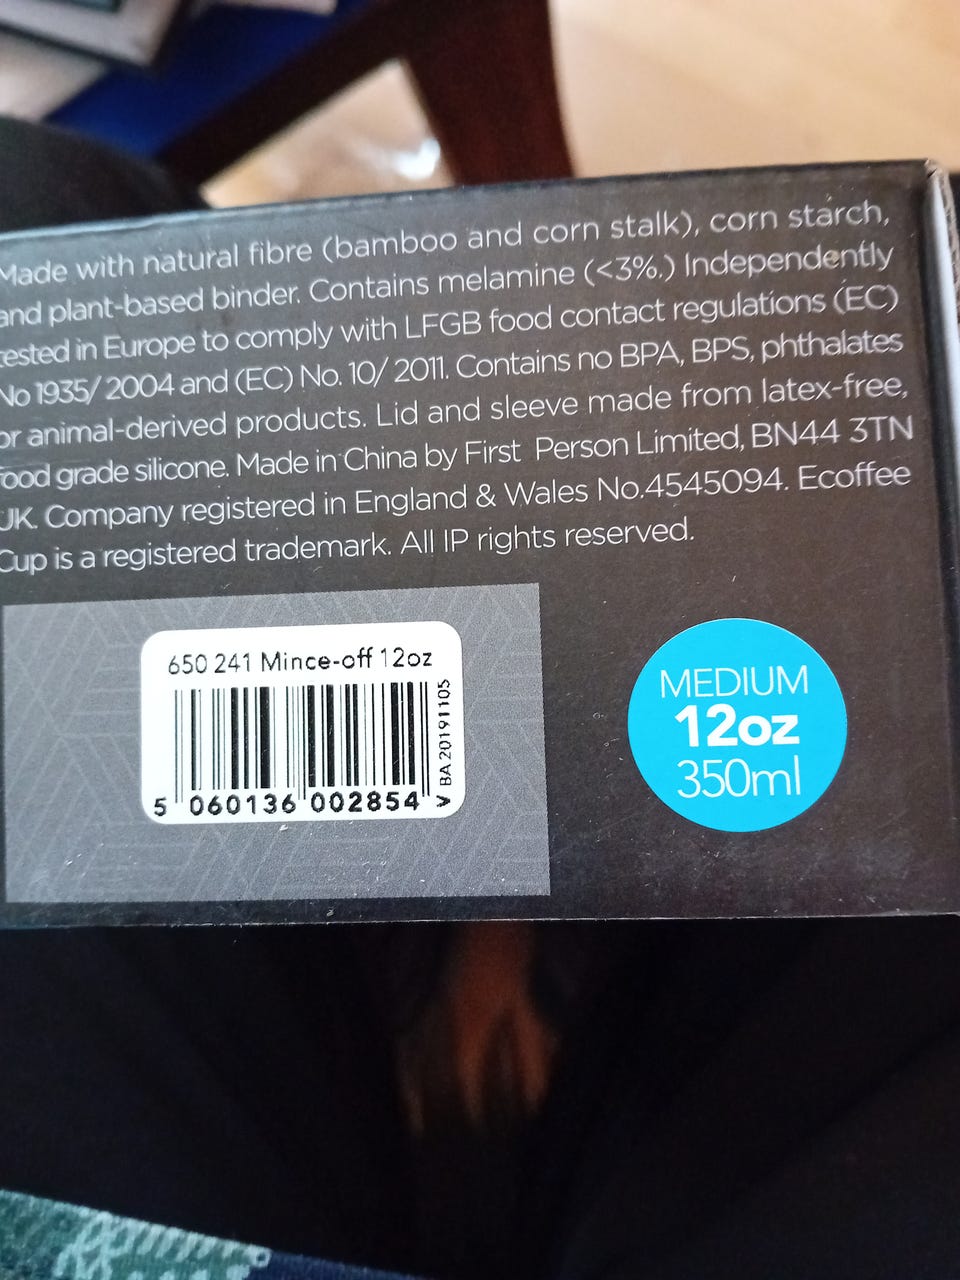 Made with natural fibre (bamboo and corn stalk), corn starch,
and plant-based binder. Contains melamine (<3%.) Independently
tested in Europe to comply with LFGB food contact regulations (EC)
No 1935/ 2004 and (EC) No. 10/ 2011. Contains no BPA, BPS, phthalates
or animal-derived products. Lid and sleeve made from latex-free,
food grade silicone. Made in China by First Person Limited, BN44 3TN
UK. Company registered in England & Wales No.4545094. Ecoffee
Cup is a registered trademark. All IP rights reserved.
650 241 Mince-off 12oz
BA20191105
5 060136 002854 >
MEDIUM
12oz
350ml